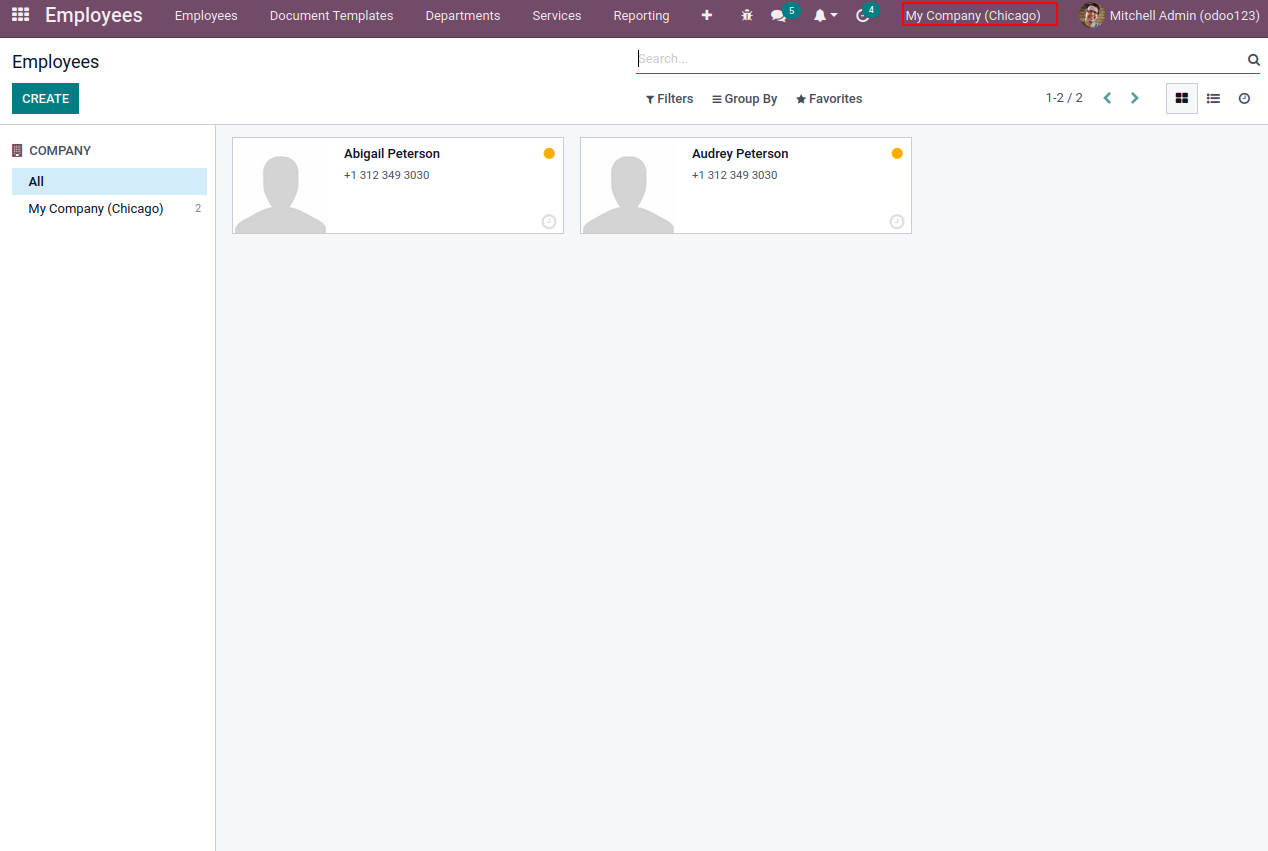 Employees Employees Document Templates Departments Services Reporting 5 4 My Company (Chicago) Mitchell Admin (odoo123)
Employees
Search...
CREATE
Filters Group By Favorites 1-2 / 2
COMPANY
All
My Company (Chicago) 2
Abigail Peterson
+1 312 349 3030
Audrey Peterson
+1 312 349 3030